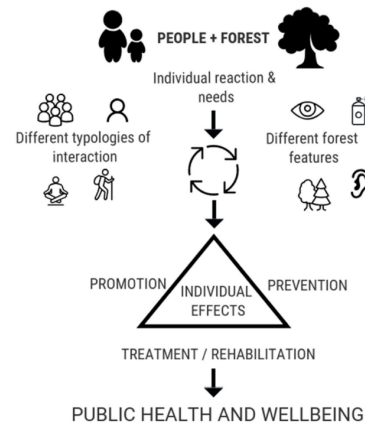 PEOPLE + FOREST
Individual reaction &
needs
Different typologies of
interaction
Different forest
features
PROMOTION
PREVENTION
INDIVIDUAL
EFFECTS
TREATMENT / REHABILITATION
PUBLIC HEALTH AND WELLBEING